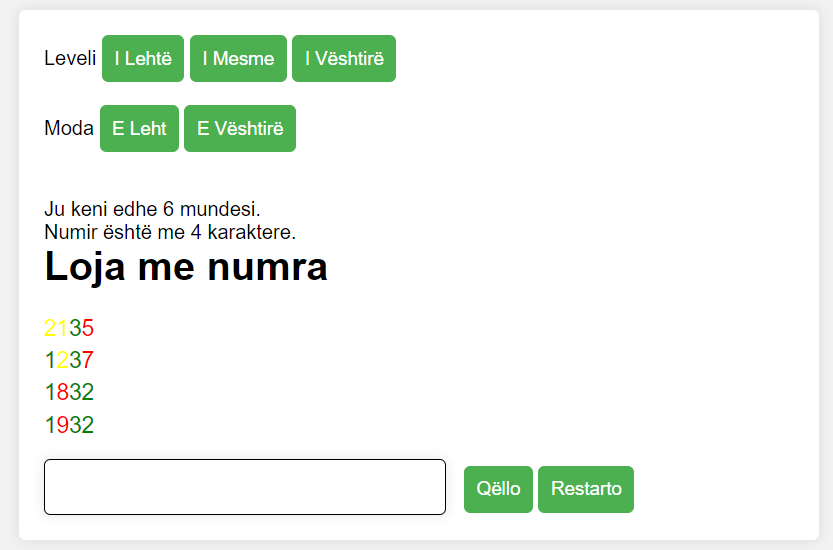 Leveli I Lehtë I Mesme I Vështirë
Moda E Leht E Vështirë
Ju keni edhe 6 mundesi.
Numir është me 4 karaktere.
Loja me numra
2135
1237
1832
1932
Qëllo Restarto